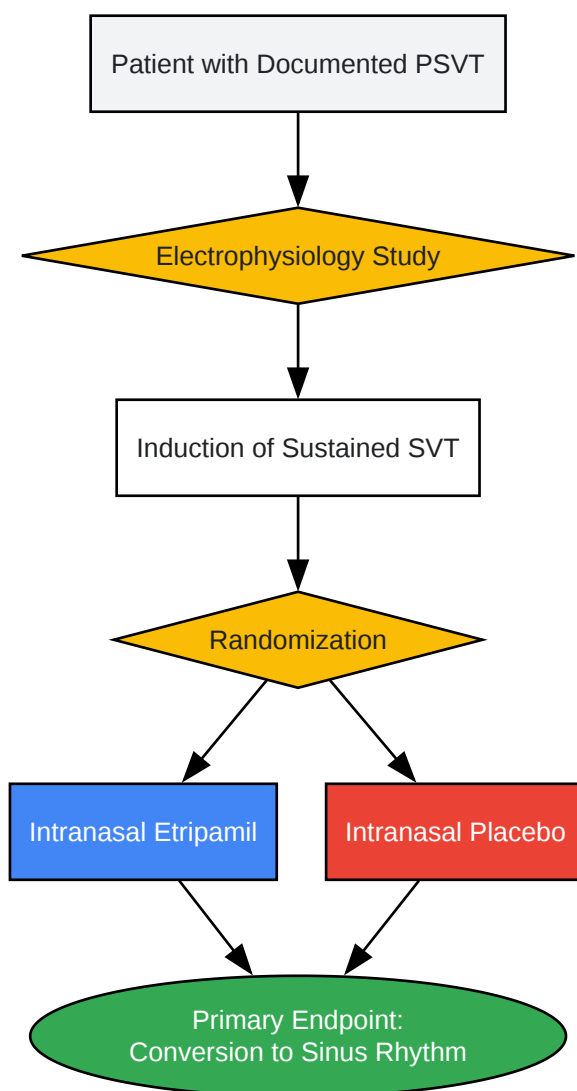 Patient with Documented PSVT
Electrophysiology Study
Induction of Sustained SVT
Randomization
Intranasal Etripamil
Intranasal Placebo
Primary Endpoint:
Conversion to Sinus Rhythm